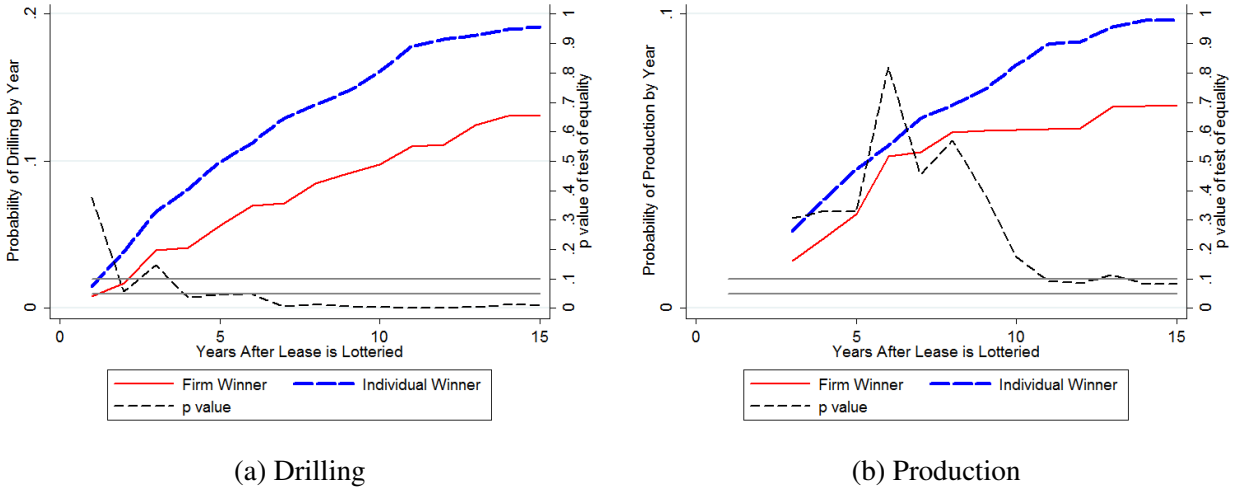 .2
.1
0
Probability of Drilling by Year
1
.9
.8
.7
.6
.5
.4
.3
.2
.1
0
p value of test of equality
0
5
10
15
Years After Lease is Lotteried
Firm Winner
Individual Winner
p value
(a) Drilling
.1
0
Probability of Production by Year
1
.9
.8
.7
.6
.5
.4
.3
.2
.1
0
p value of test of equality
0
5
10
15
Years After Lease is Lotteried
Firm Winner
Individual Winner
p value
(b) Production